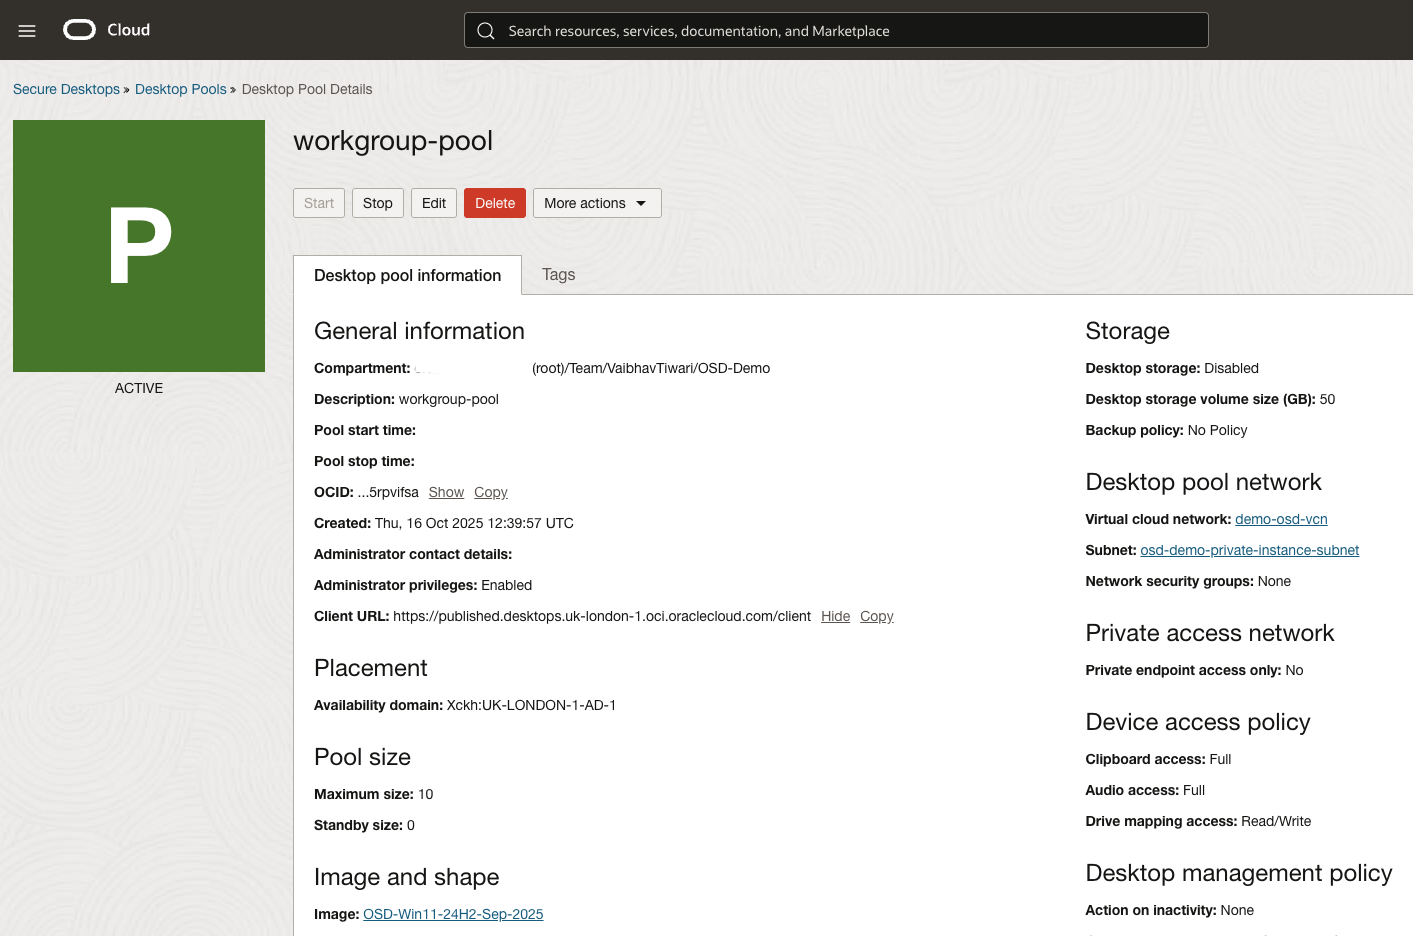 Cloud
Search resources, services, documentation, and Marketplace
Secure Desktops » Desktop Pools » Desktop Pool Details
P
ACTIVE
workgroup-pool
Start Stop Edit Delete More actions
Desktop pool information Tags
General information
Compartment: (root)/Team/VaibhavTiwari/OSD-Demo
Description: workgroup-pool
Pool start time:
Pool stop time:
OCID: ...5rpvifsa Show Copy
Created: Thu, 16 Oct 2025 12:39:57 UTC
Administrator contact details:
Administrator privileges: Enabled
Client URL: https://published.desktops.uk-london-1.oci.oraclecloud.com/client Hide Copy
Placement
Availability domain: Xckh:UK-LONDON-1-AD-1
Pool size
Maximum size: 10
Standby size: 0
Image and shape
Image: OSD-Win11-24H2-Sep-2025
Storage
Desktop storage: Disabled
Desktop storage volume size (GB): 50
Backup policy: No Policy
Desktop pool network
Virtual cloud network: demo-osd-vcn
Subnet: osd-demo-private-instance-subnet
Network security groups: None
Private access network
Private endpoint access only: No
Device access policy
Clipboard access: Full
Audio access: Full
Drive mapping access: Read/Write
Desktop management policy
Action on inactivity: None